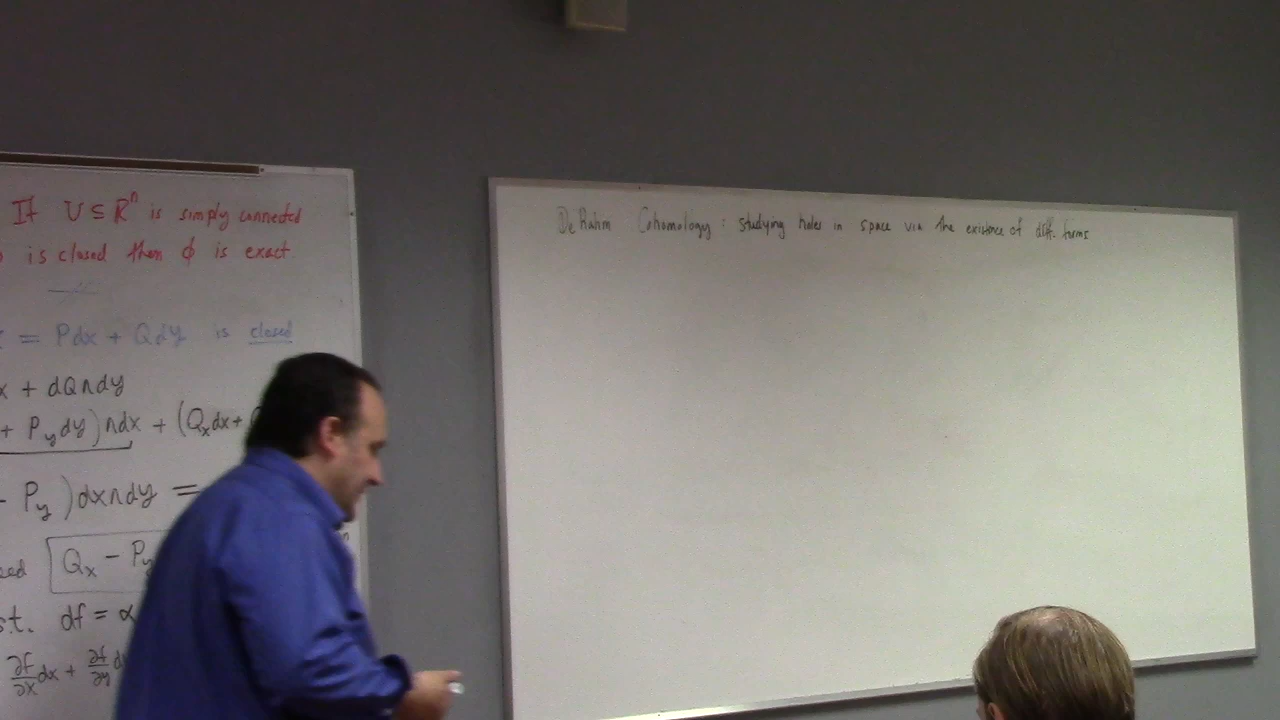 If U ⊆ Rⁿ is simply connected
is closed then φ is exact
= Pdx + Qdy is closed
x + dQ∧dy
+ P_y dy)∧dx + (Q_x dx +
- P_y)dx∧dy =
Q_x - P_y
st. df = α
∂f/∂x dx + ∂f/∂y
De Rahm Cohomology : studying holes in space via the existence of diff. forms